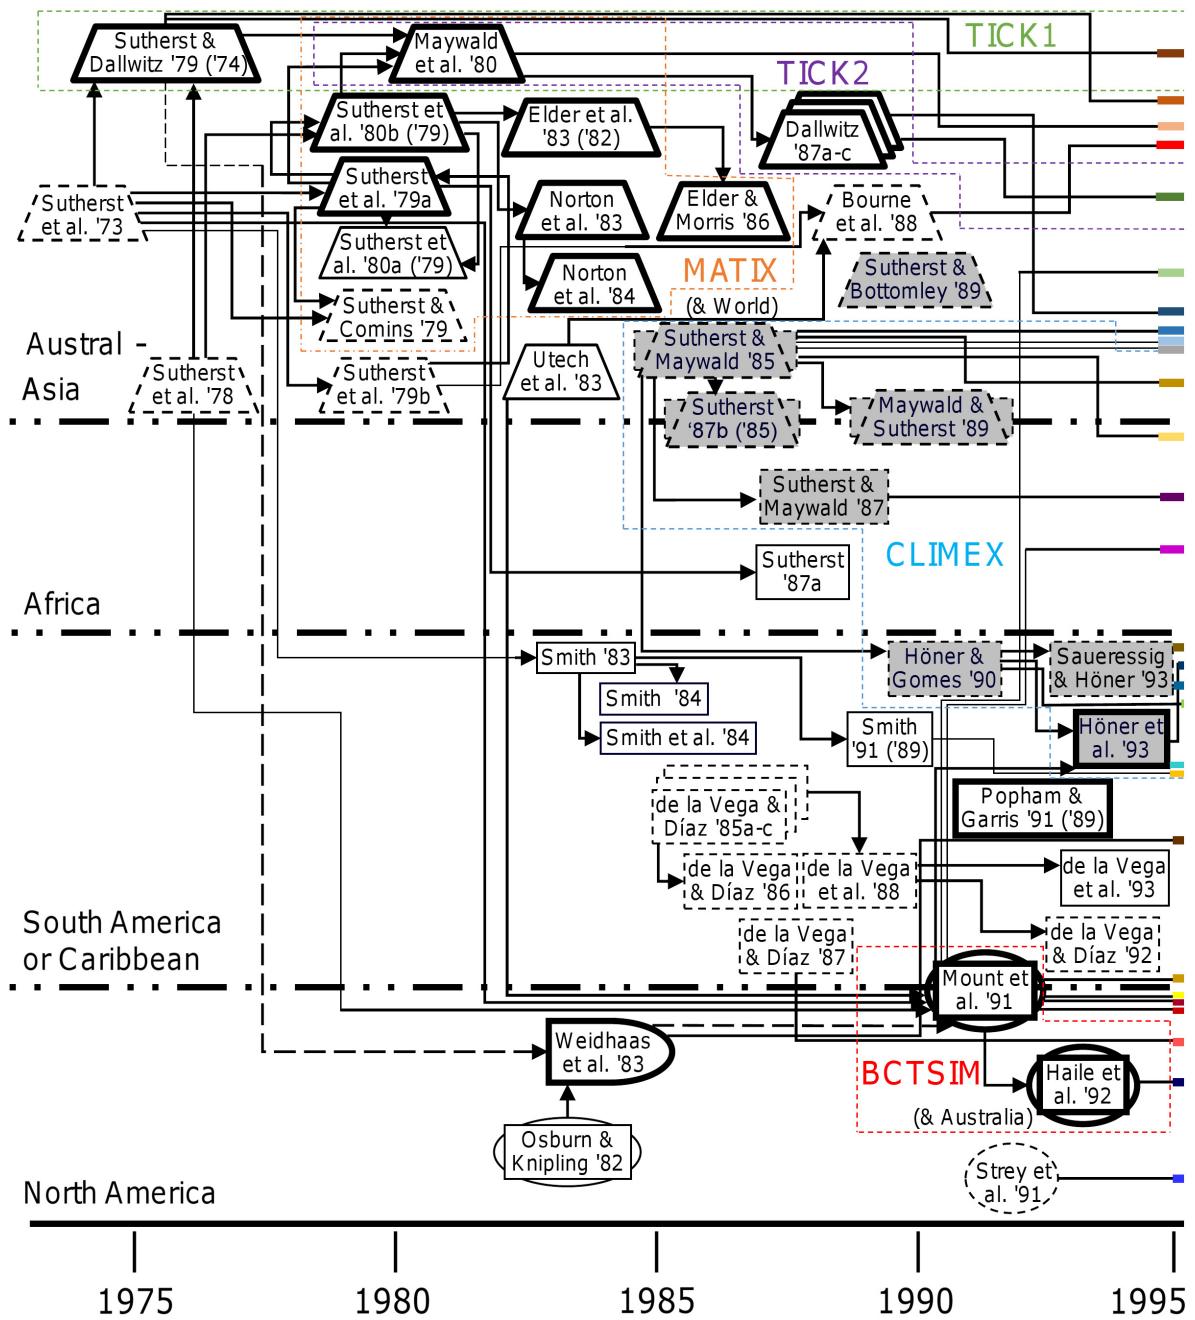 TICK1
Sutherst &
Dallwitz '79 ('74)
Maywald
et al. '80
TICK2
Sutherst et
al. '80b ('79)
Elder et al.
'83 ('82)
Dallwitz
'87a-c
Sutherst
et al. '73
Sutherst
et al. '79a
Norton
et al. '83
Elder &
Morris '86
Bourne
et al. '88
Sutherst et
al. '80a ('79)
MATIX
(& World)
Sutherst &
Bottomley '89
Norton
et al. '84
Sutherst &
Comins '79
Austral -
Asia
Sutherst
et al. '78
Sutherst
et al. '79b
Utech
et al. '83
Sutherst &
Maywald '85
Sutherst
'87b ('85)
Maywald &
Sutherst '89
Sutherst &
Maywald '87
CLIMEX
Sutherst
'87a
Africa
Smith '83
Höner &
Gomes '90
Saueressig
& Höner '93
Smith '84
Smith et al. '84
Smith
'91 ('89)
Höner et
al. '93
Popham &
Garris '91 ('89)
de la Vega &
Díaz '85a-c
de la Vega
& Díaz '86
de la Vega
et al. '88
de la Vega
et al. '93
South America
or Caribbean
de la Vega
& Díaz '87
de la Vega
& Díaz '92
Mount et
al. '91
Weidhaas
et al. '83
BCTSIM
(& Australia)
Haile et
al. '92
Osburn &
Knipling '82
Strey et
al. '91
North America
1975
1980
1985
1990
1995